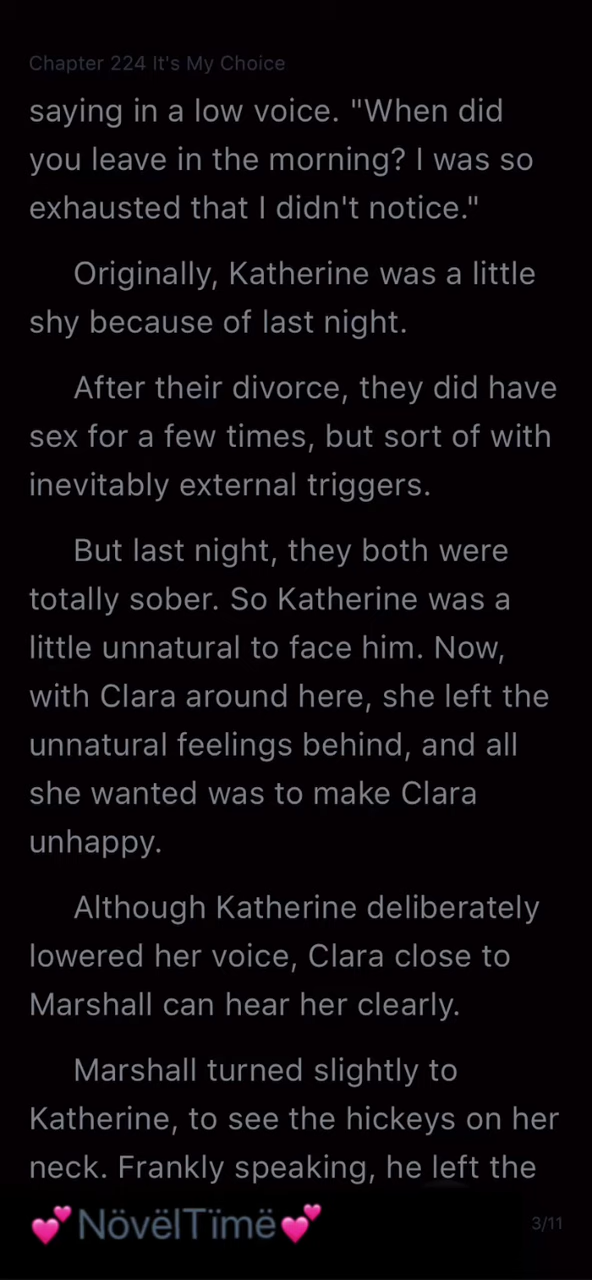 Chapter 224 It's My Choice
saying in a low voice. "When did
you leave in the morning? I was so
exhausted that I didn't notice."
Originally, Katherine was a little
shy because of last night.
After their divorce, they did have
sex for a few times, but sort of with
inevitably external triggers.
But last night, they both were
totally sober. So Katherine was a
little unnatural to face him. Now,
with Clara around here, she left the
unnatural feelings behind, and all
she wanted was to make Clara
unhappy.
Although Katherine deliberately
lowered her voice, Clara close to
Marshall can hear her clearly.
Marshall turned slightly to
Katherine, to see the hickeys on her
neck. Frankly speaking, he left the
💕NövëlTïmë💕
3/11